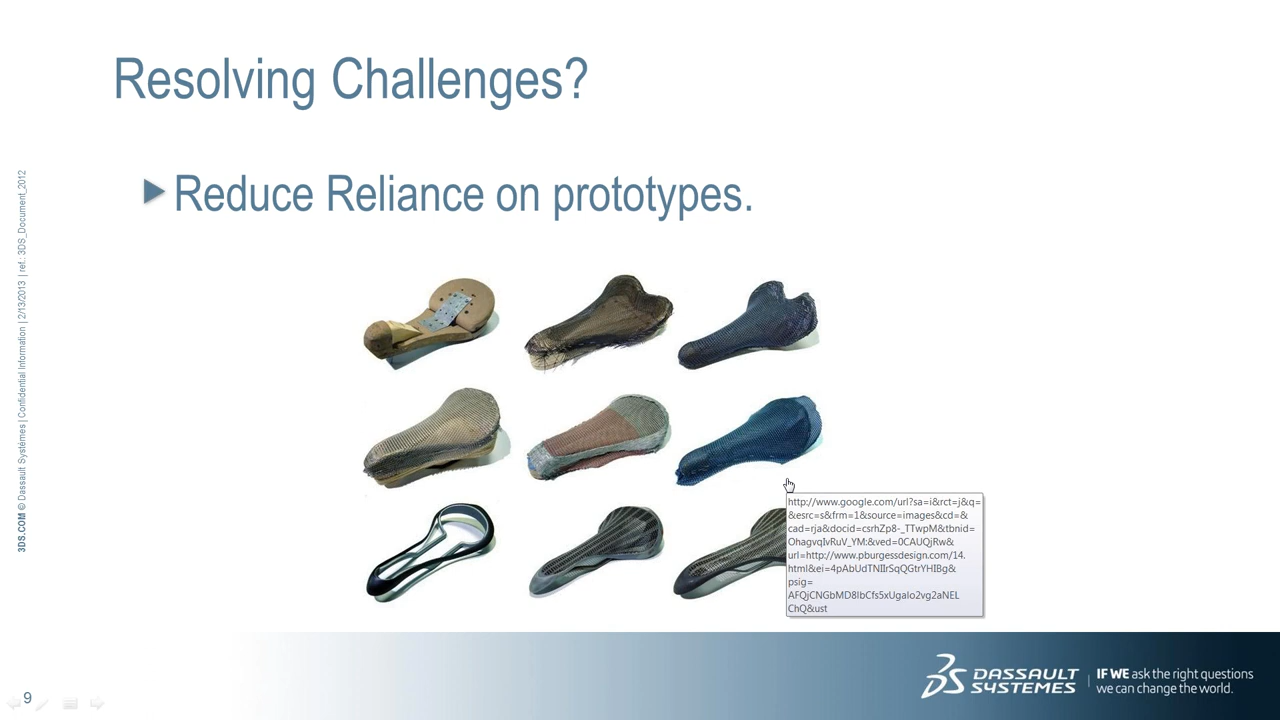 Resolving Challenges?
Reduce Reliance on prototypes.
3DS.COM © Dassault Systèmes | Confidential Information | 2/13/2013 | ref.: 3DS_Document_2012
http://www.google.com/url?sa=i&rct=j&q=
&esrc=s&frm=1&source=images&cd=&
cad=rja&docid=csrhZp8-_TTwpM&tbnid=
OhagvqIvRuV_YM:&ved=0CAUQjRw&
url=http://www.pburgessdesign.com/14.
html&ei=4pAbUdTNIIrSqQGtrYHIBg&
psig=
AFQjCNGbMD8lbCfs5xUgaIo2vg2aNEL
ChQ&ust
9
DASSAULT
SYSTEMES
IF WE ask the right questions
we can change the world.